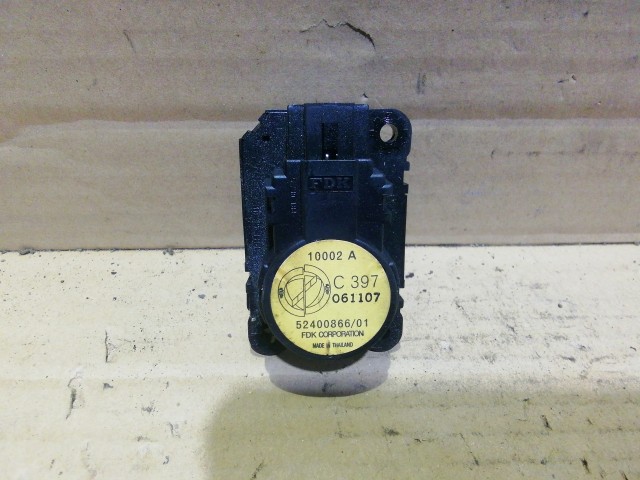 FDK
10002 A
C 397
061107
52400866/01
FDK CORPORATION
MADE IN THAILAND